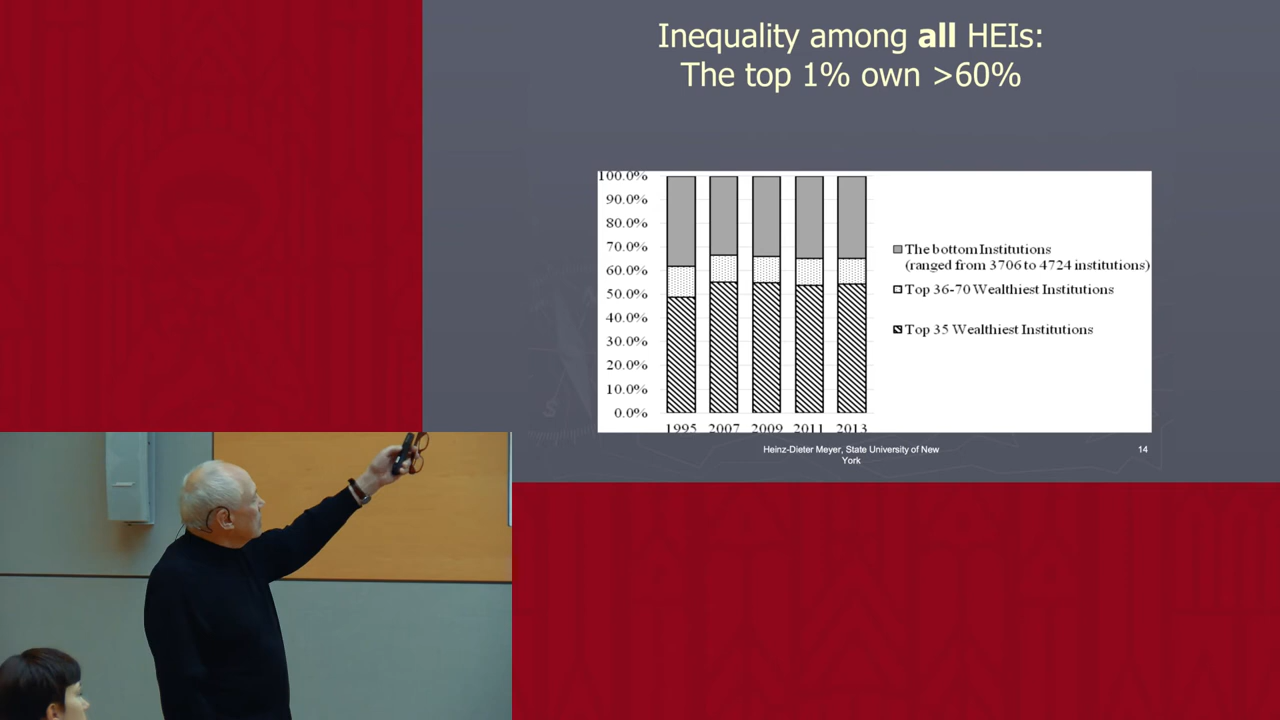 Inequality among all HEIs:
The top 1% own >60%
100.0%
90.0%
80.0%
70.0%
60.0%
50.0%
40.0%
30.0%
20.0%
10.0%
0.0%
1995 2007 2009 2011 2013
The bottom Institutions
(ranged from 3706 to 4724 institutions)
Top 36-70 Wealthiest Institutions
Top 35 Wealthiest Institutions
Heinz-Dieter Meyer, State University of New
York
14